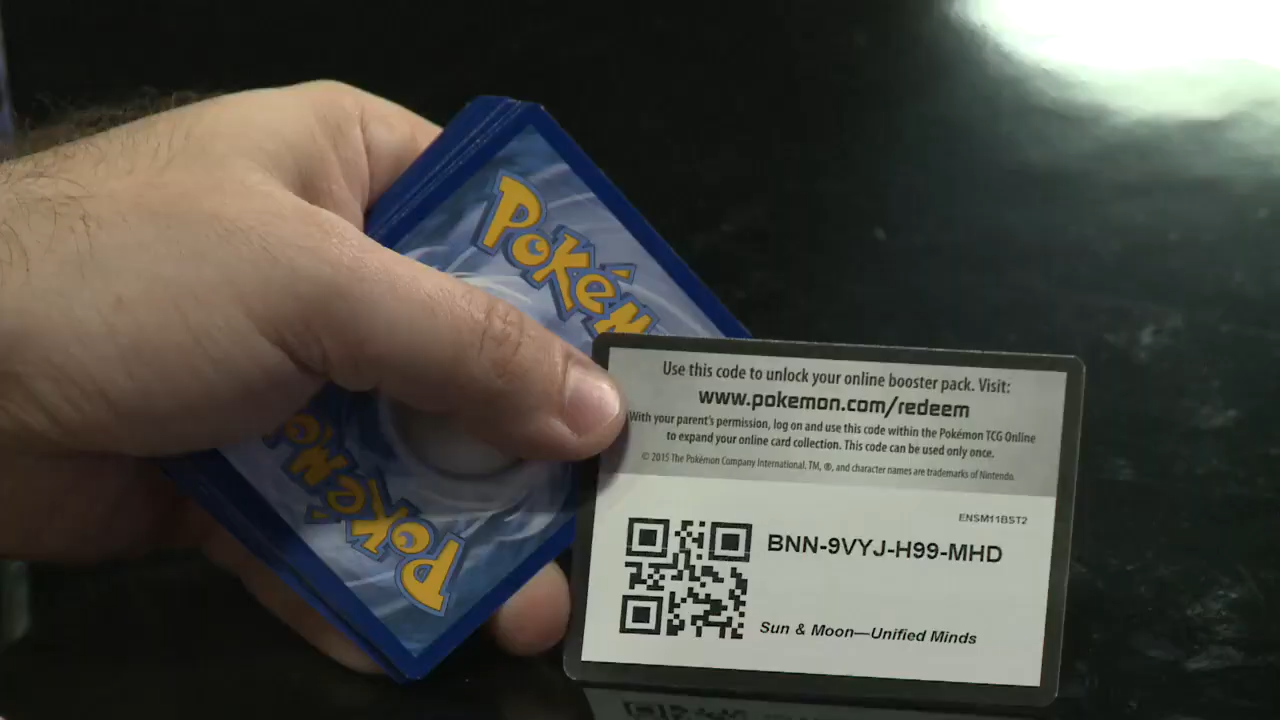 Pokém
Pokém
Use this code to unlock your online booster pack. Visit:
www.pokemon.com/redeem
With your parent's permission, log on and use this code within the Pokémon TCG Online
to expand your online card collection. This code can be used only once.
© 2015 The Pokémon Company International. TM, ®, and character names are trademarks of Nintendo.
ENSM11BST2
BNN-9VYJ-H99-MHD
Sun & Moon—Unified Minds